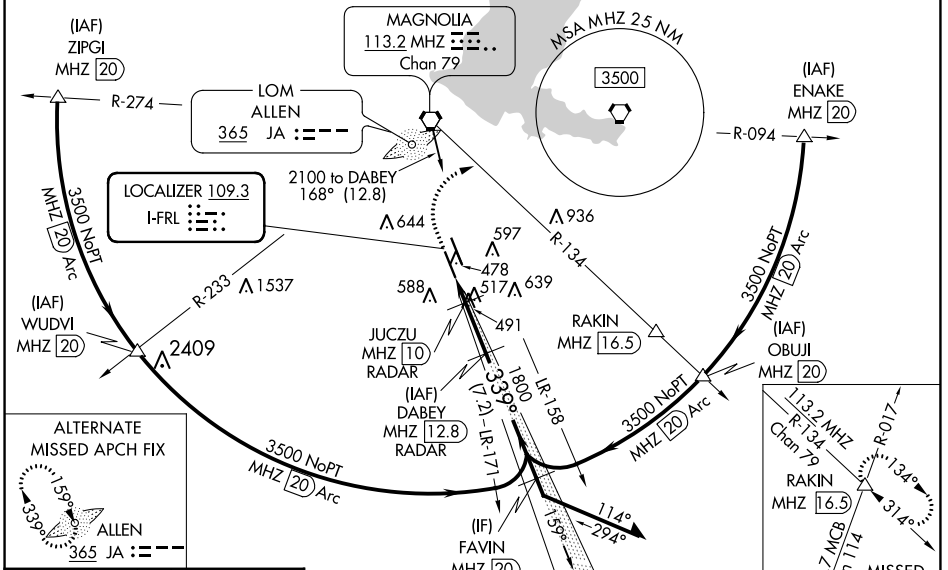 (IAF)
ZIPGI
MHZ 20
R-274
MAGNOLIA
113.2 MHZ
Chan 79
LOM
ALLEN
365 JA
MSA MHZ 25 NM
3500
(IAF)
ENAKE
MHZ 20
R-094
2100 to DABEY
168° (12.8)
LOCALIZER 109.3
I-FRL
3500 NoPT
MHZ 20 Arc
644
936
597
478
R-134
3500 NoPT
MHZ 20 Arc
R-233
1537
588
517
639
491
(IAF)
WUDVI
MHZ 20
2409
JUCZU
MHZ 10
RADAR
RAKIN
MHZ 16.5
(IAF)
OBUJI
MHZ 20
(IAF)
DABEY
MHZ 12.8
RADAR
339°
1800
(7.2)
LR-158
LR-171
3500 NoPT
MHZ 20 Arc
3500 NoPT
MHZ 20 Arc
114°
294°
159°
(IF)
FAVIN
MHZ 20
ALTERNATE
MISSED APCH FIX
159°
339°
ALLEN
365 JA
113.2 MHZ
R-134
Chan 79
R-017
RAKIN
MHZ 16.5
134°
314°
7 MCB
114
MISSED